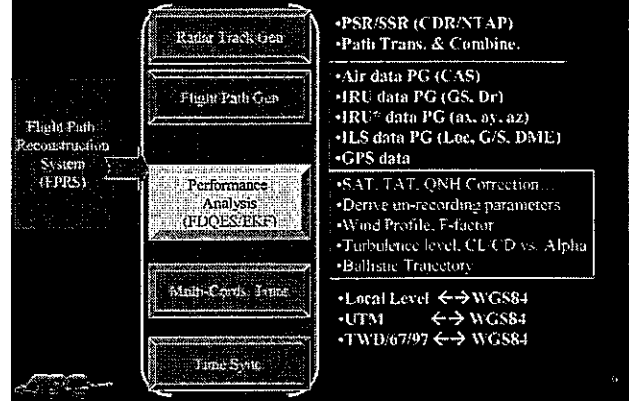 Radar Track Gen
•PSR/SSR (CDR/NTAP)
•Path Trans. & Combine.
Flight Path Gen
•Air data PG (CAS)
•IRU data PG (GS, Dr)
•IRU* data PG (ax, ay, az)
•ILS data PG (Loc, G/S, DME)
•GPS data
Flight Path
Reconstruction
System
(FPRS)
Performance
Analysis
(FDQES/EKF)
•SAT, TAT, QNH Correction...
•Derive un-recording parameters
•Wind Profile, F-factor
•Turbulence level, CL/CD vs. Alpha
•Ballistic Trajectory
Multi-Cords. Trans
•Local Level ←→ WGS84
•UTM ←→ WGS84
•TWD/67/97 ←→ WGS84
Time Sync.
6